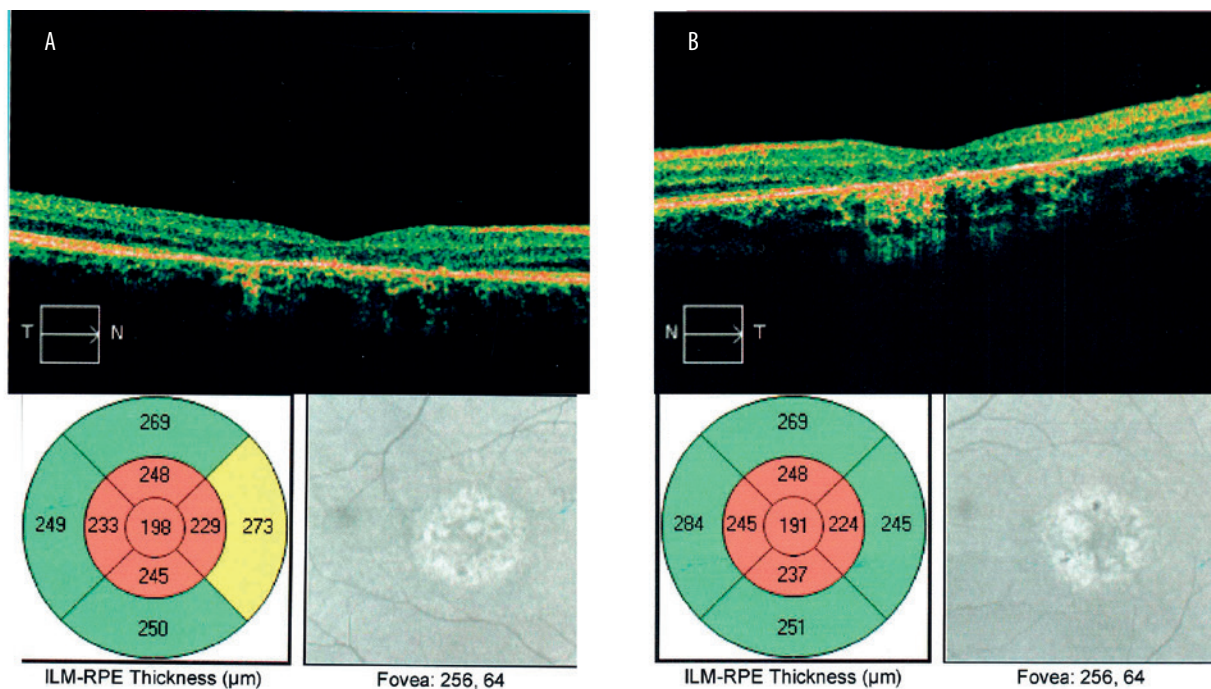 A
T N
269
248
249 233 198 229 273
245
250
ILM-RPE Thickness (µm)
Fovea: 256, 64
B
N T
269
248
284 245 191 224 245
237
251
ILM-RPE Thickness (µm)
Fovea: 256, 64